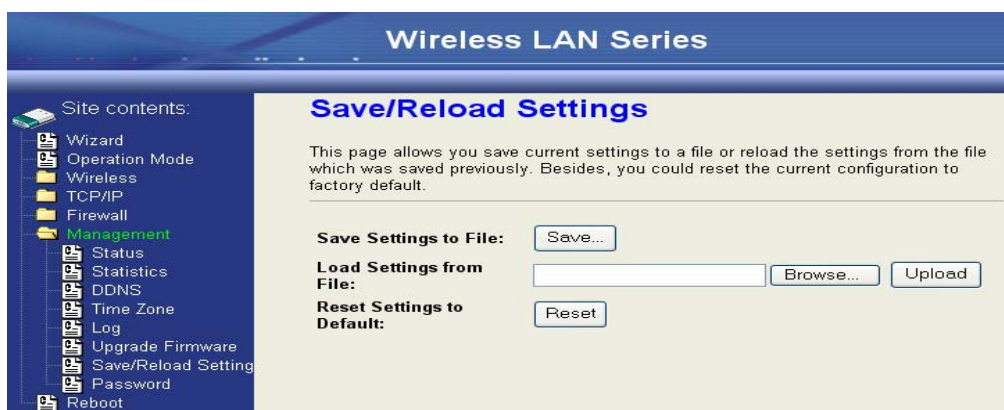 Wireless LAN Series
Site contents:
Wizard
Operation Mode
Wireless
TCP/IP
Firewall
Management
Status
Statistics
DDNS
Time Zone
Log
Upgrade Firmware
Save/Reload Setting
Password
Reboot
Save/Reload Settings
This page allows you save current settings to a file or reload the settings from the file
which was saved previously. Besides, you could reset the current configuration to
factory default.
Save Settings to File: Save...
Load Settings from
File: Browse... Upload
Reset Settings to
Default: Reset